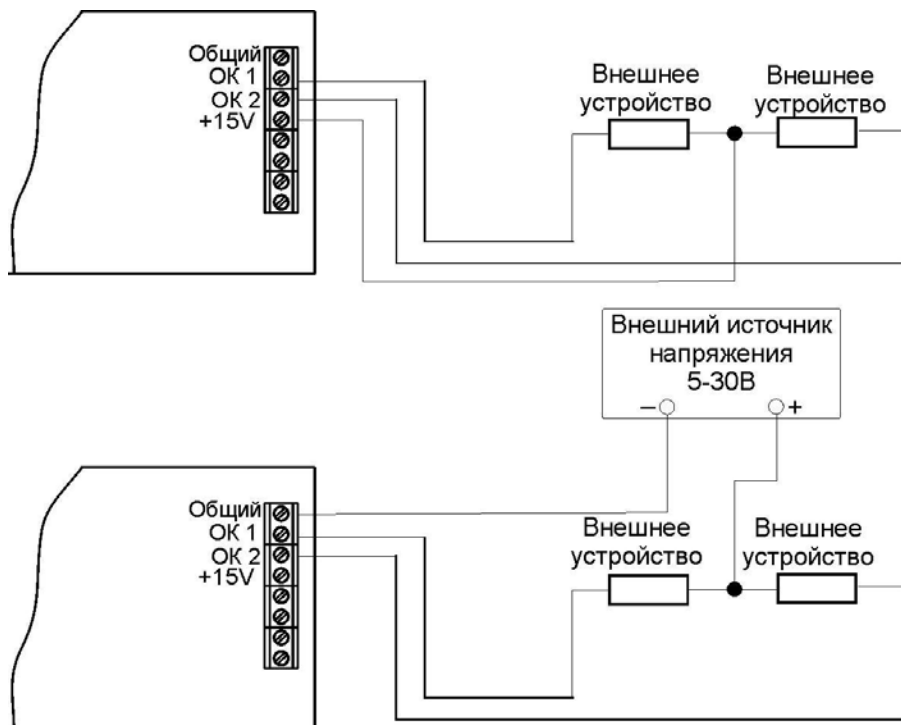 Общий
ОК 1
ОК 2
+15V
Внешнее
устройство
Внешнее
устройство
Внешний источник
напряжения
5-30В
– +
Общий
ОК 1
ОК 2
+15V
Внешнее
устройство
Внешнее
устройство